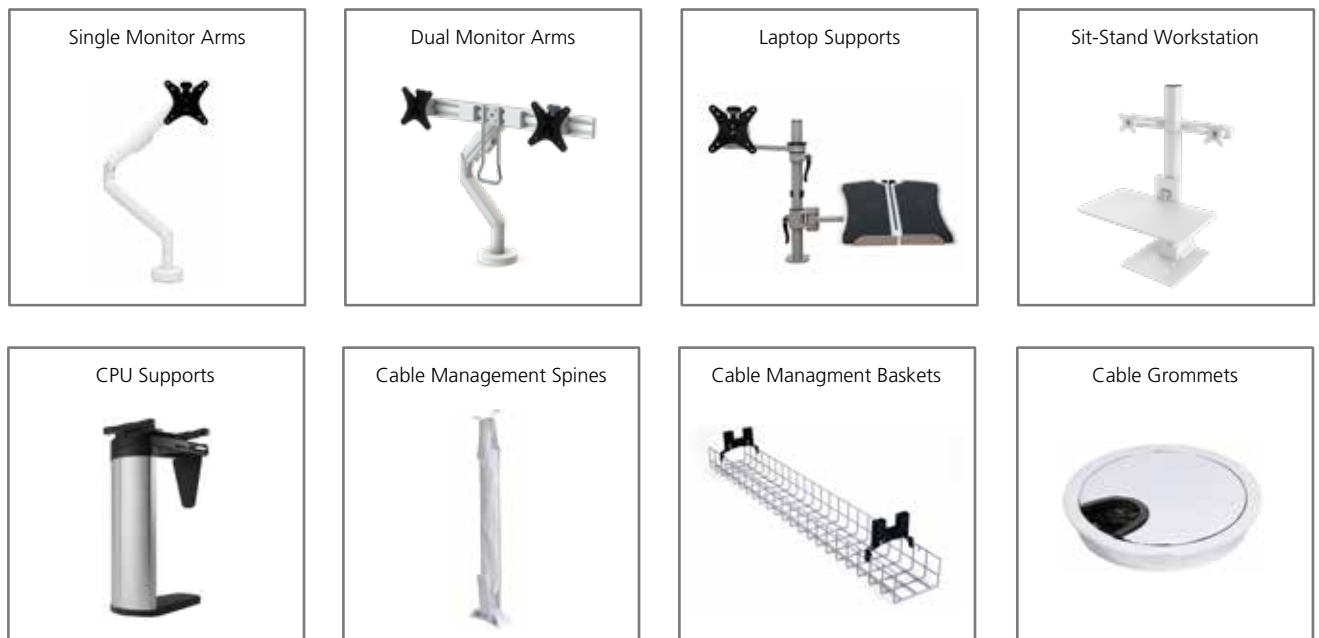 Single Monitor Arms
Dual Monitor Arms
Laptop Supports
Sit-Stand Workstation
CPU Supports
Cable Management Spines
Cable Managment Baskets
Cable Grommets